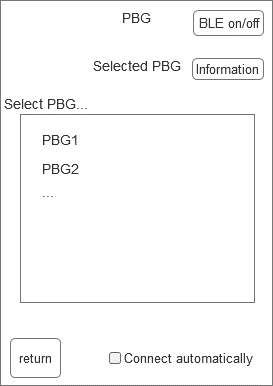 PBG BLE on/off
Selected PBG Information
Select PBG...
PBG1
PBG2
...
return Connect automatically